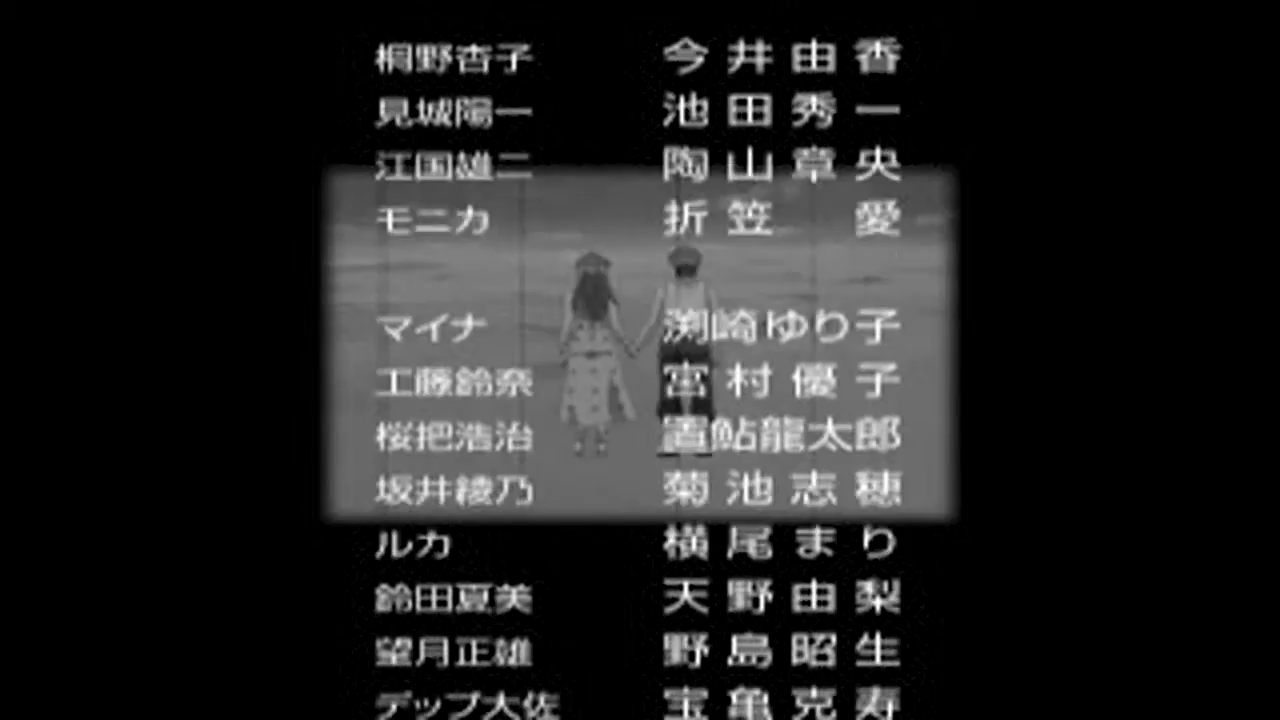 桐野杏子 今井由香
見城陽一 池田秀一
江国雄二 陶山章央
モニカ 折笠 愛
マイナ 渕崎ゆり子
工藤鈴奈 宮村優子
桜把浩治 置鮎龍太郎
坂井綾乃 菊池志穂
ルカ 横尾まり
鈴田夏美 天野由梨
望月正雄 野島昭生
デップ大佐 宝亀克寿